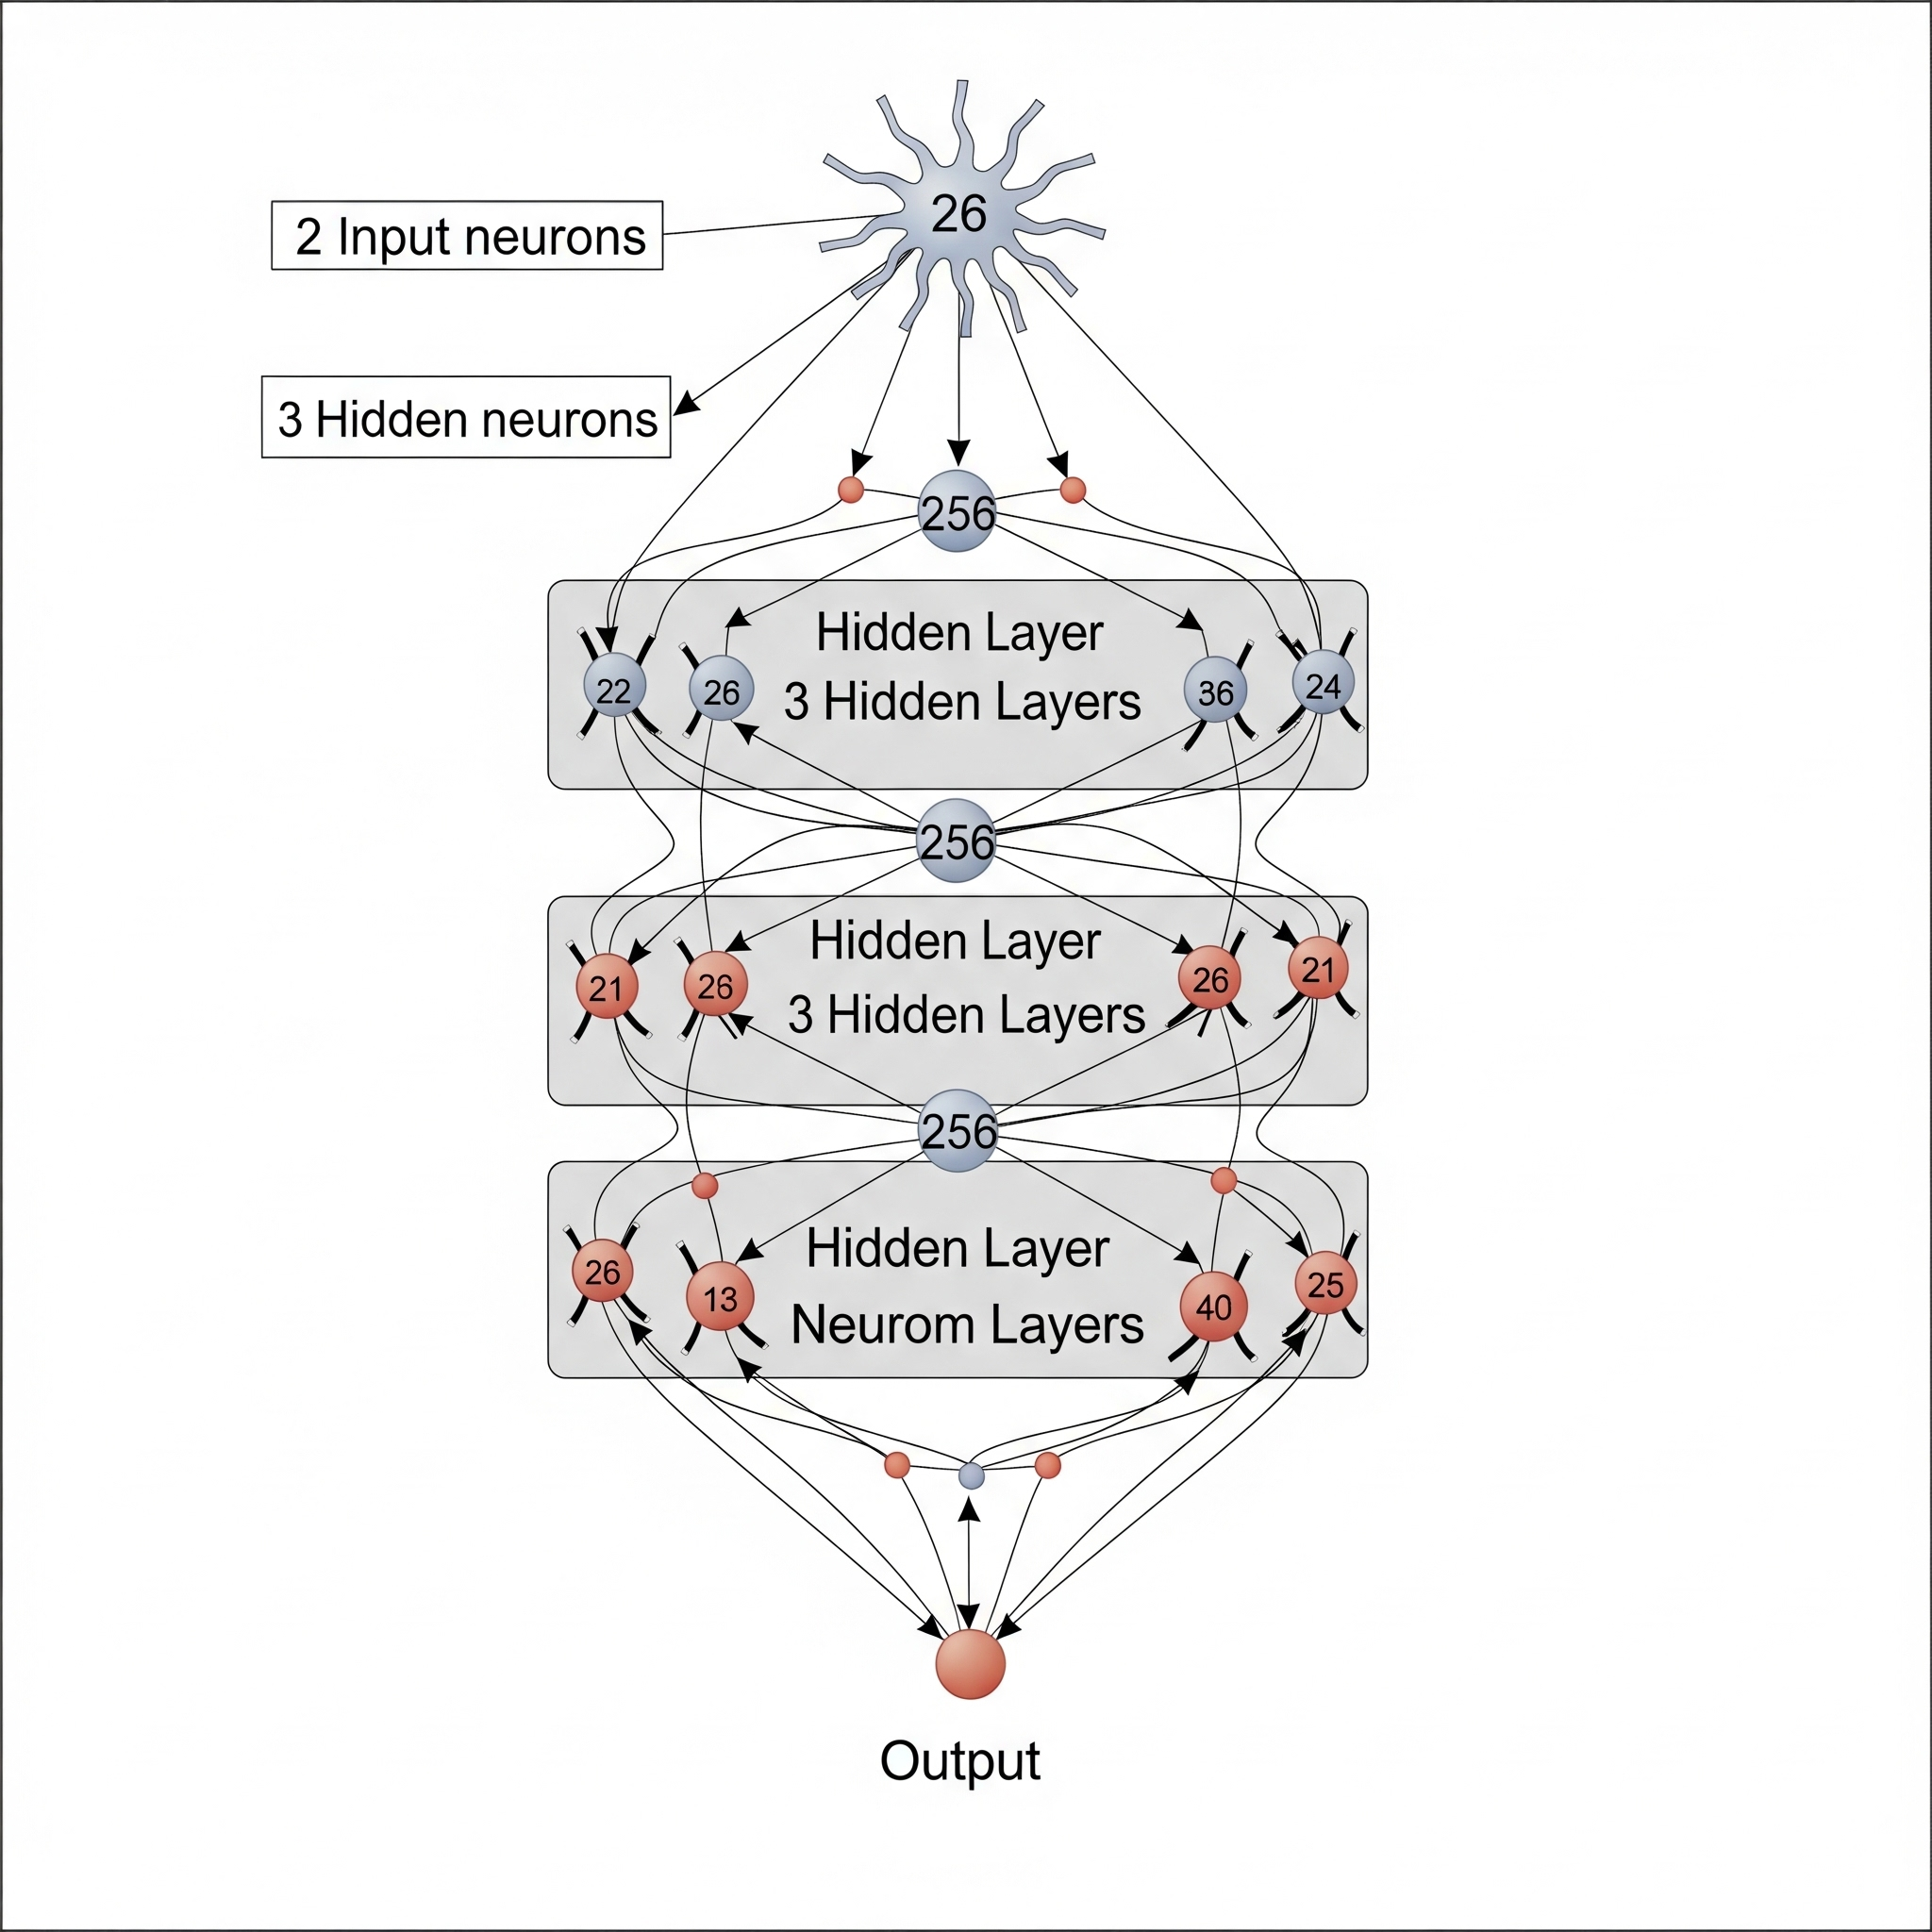 26
2 Input neurons
3 Hidden neurons
256
Hidden Layer
22 26 3 Hidden Layers 36 24
256
Hidden Layer
21 26 3 Hidden Layers 26 21
256
Hidden Layer
26 13 Neurom Layers 40 25
Output